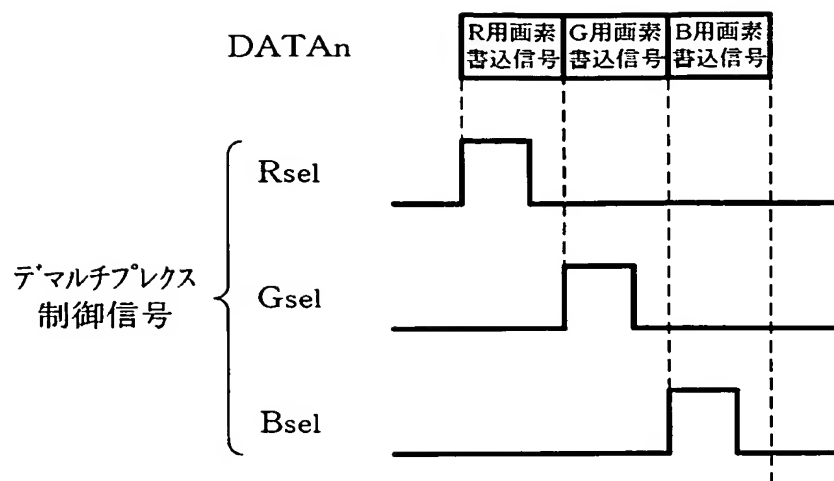 DATAn
R用画素
書込信号
G用画素
書込信号
B用画素
書込信号
Rsel
デマルチプレクス
制御信号
Gsel
Bsel